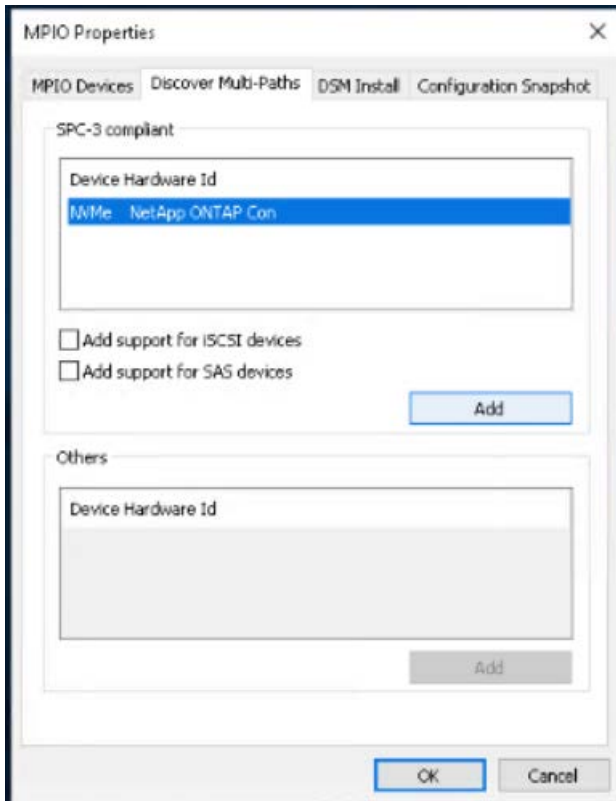 MPIO Properties
MPIO Devices Discover Multi-Paths DSM Install Configuration Snapshot
SPC-3 compliant
Device Hardware Id
NVMe NetApp ONTAP Con
Add support for iSCSI devices
Add support for SAS devices
Add
Others
Device Hardware Id
Add
OK Cancel